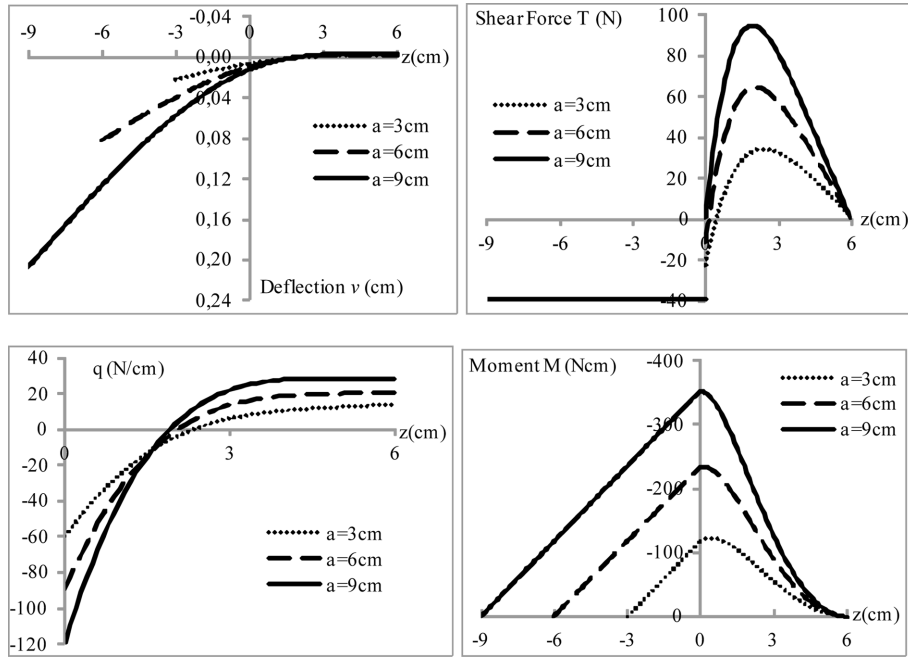 -0,04
-9
-6
-3
0
3
6
0,00
z(cm)
0,04
0,08
0,12
0,16
0,20
0,24
a=3cm
a=6cm
a=9cm
Deflection v (cm)
Shear Force T (N)
100
80
60
40
20
0
-20
-40
a=3cm
a=6cm
a=9cm
z(cm)
-9
-6
-3
0
3
6
q (N/cm)
40
20
0
-20
-40
-60
-80
-100
-120
z(cm)
0
3
6
a=3cm
a=6cm
a=9cm
Moment M (Ncm)
-400
-300
-200
-100
0
a=3cm
a=6cm
a=9cm
z(cm)
-9
-6
-3
0
3
6